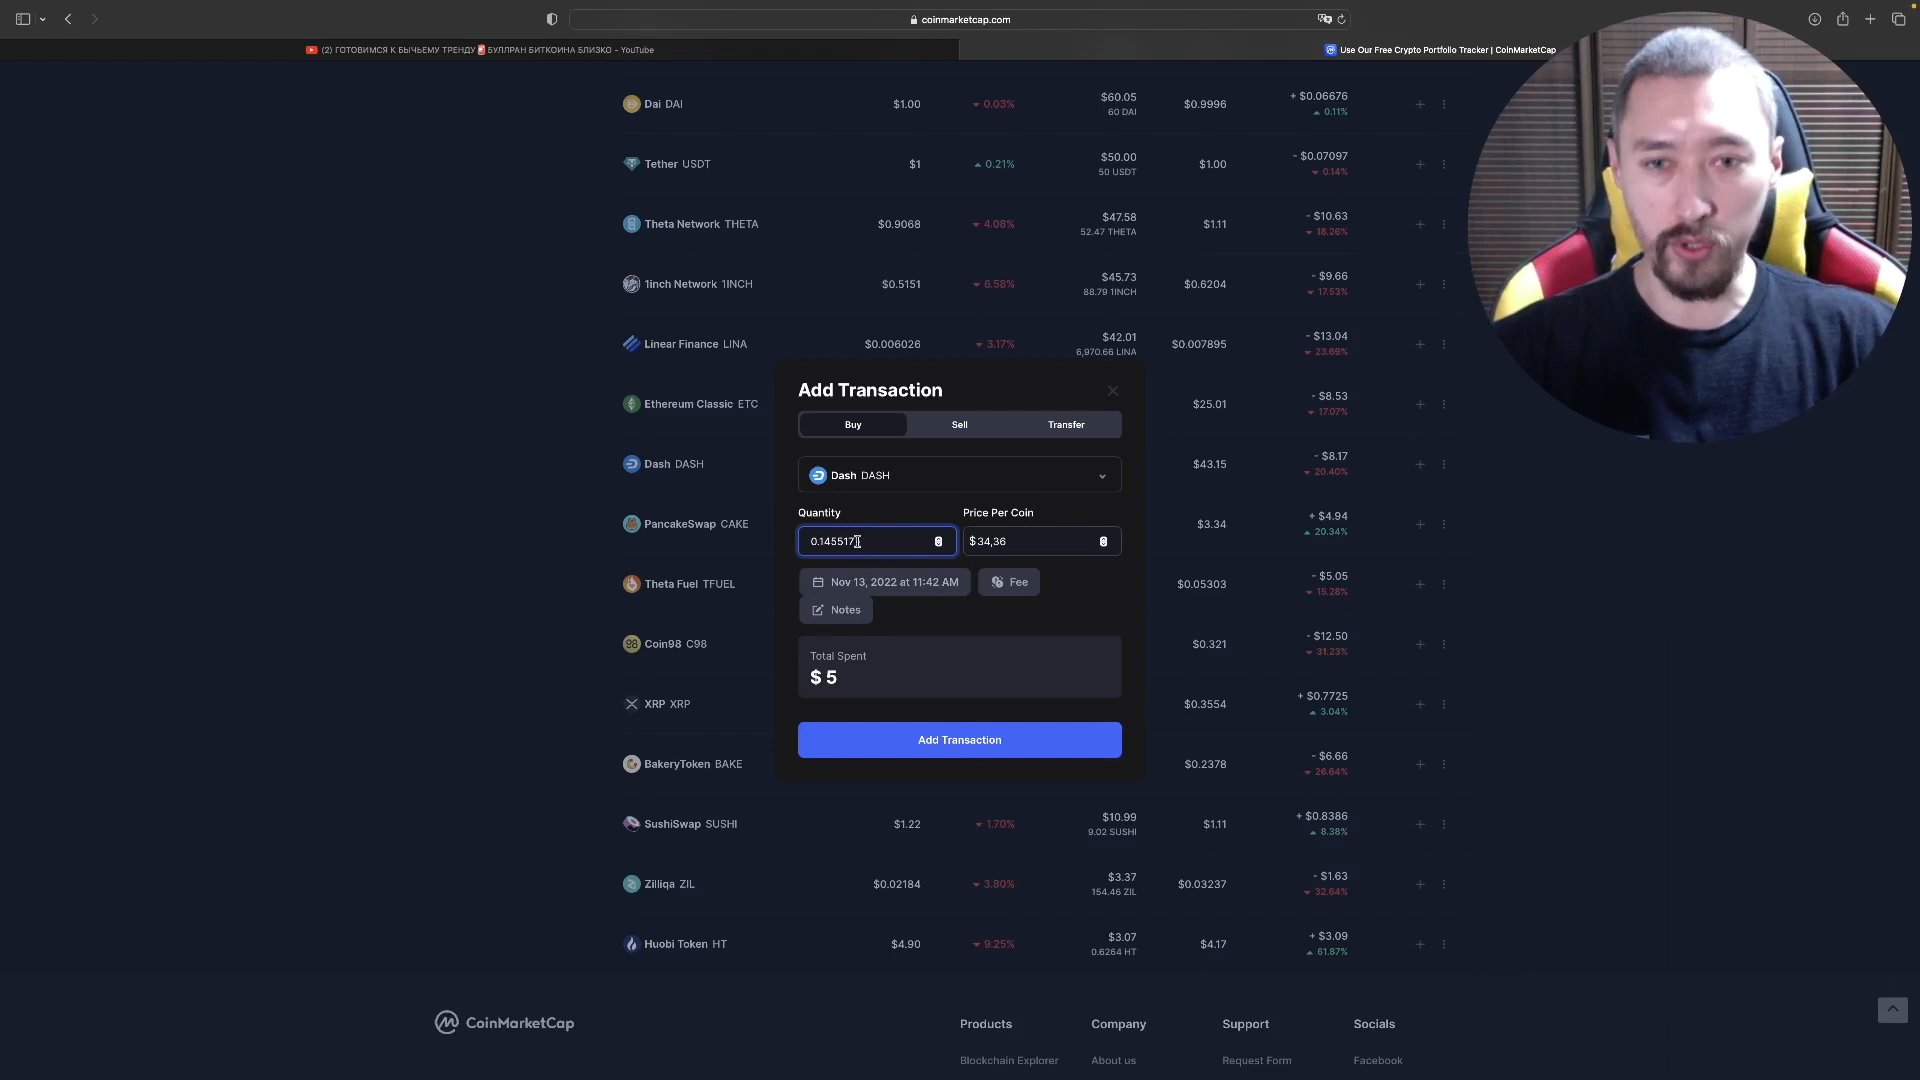 coinmarketcap.com
(2) ГОТОВИМСЯ К БЫЧЬЕМУ ТРЕНДУ🚨БУЛЛРАН БИТКОИНА БЛИЗКО - YouTube
Use Our Free Crypto Portfolio Tracker | CoinMarketCap
Dai DAI $1.00 0.03% $60.05 $0.9996 + $0.06676
60 DAI 0.11%
Tether USDT $1 0.21% $50.00 $1.00 - $0.07097
50 USDT 0.14%
Theta Network THETA $0.9068 4.08% $47.58 $1.11 - $10.63
52.47 THETA 18.26%
1inch Network 1INCH $0.5151 6.58% $45.73 $0.6204 - $9.66
88.79 1INCH 17.53%
Linear Finance LINA $0.006026 3.17% $42.01 $0.007895 - $13.04
6,970.66 LINA 23.69%
Ethereum Classic ETC $25.01 - $8.53
17.07%
Dash DASH $43.15 - $8.17
20.40%
PancakeSwap CAKE $3.34 + $4.94
20.34%
Theta Fuel TFUEL $0.05303 - $5.05
15.28%
Coin98 C98 $0.321 - $12.50
31.23%
XRP XRP $0.3554 + $0.7725
3.04%
BakeryToken BAKE $0.2378 - $6.66
26.64%
SushiSwap SUSHI $1.22 1.70% $10.99 $1.11 + $0.8386
9.02 SUSHI 8.38%
Zilliqa ZIL $0.02184 3.80% $3.37 $0.03237 - $1.63
154.46 ZIL 32.64%
Huobi Token HT $4.90 9.25% $3.07 $4.17 + $3.09
0.6264 HT 61.87%
Add Transaction
Buy Sell Transfer
Dash DASH
Quantity Price Per Coin
0.145517 $ 34,36
Nov 13, 2022 at 11:42 AM Fee
Notes
Total Spent
$ 5
Add Transaction
CoinMarketCap
Products Company Support Socials
Blockchain Explorer About us Request Form Facebook